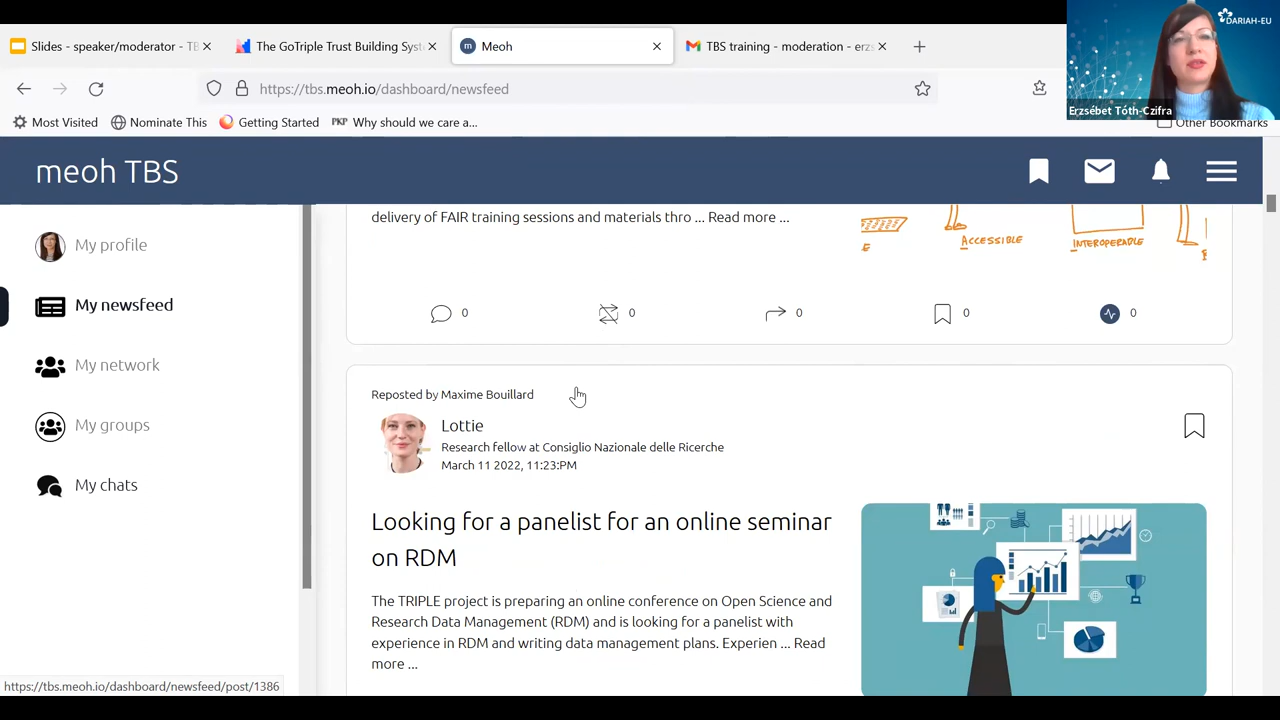 Slides - speaker/moderator - TB
The GoTriple Trust Building Syst
m Meoh
TBS training - moderation - erzs
DARIAH-EU
https://tbs.meoh.io/dashboard/newsfeed
Erzsébet Tóth-Czifra
Most Visited
Nominate This
Getting Started
PKP Why should we care a...
Other Bookmarks
meoh TBS
My profile
My newsfeed
My network
My groups
My chats
delivery of FAIR training sessions and materials thro ... Read more ...
E
ACCESSIBLE
INTEROPERABLE
0
0
0
0
0
Reposted by Maxime Bouillard
Lottie
Research fellow at Consiglio Nazionale delle Ricerche
March 11 2022, 11:23:PM
Looking for a panelist for an online seminar
on RDM
The TRIPLE project is preparing an online conference on Open Science and
Research Data Management (RDM) and is looking for a panelist with
experience in RDM and writing data management plans. Experien ... Read
more ...
https://tbs.meoh.io/dashboard/newsfeed/post/1386